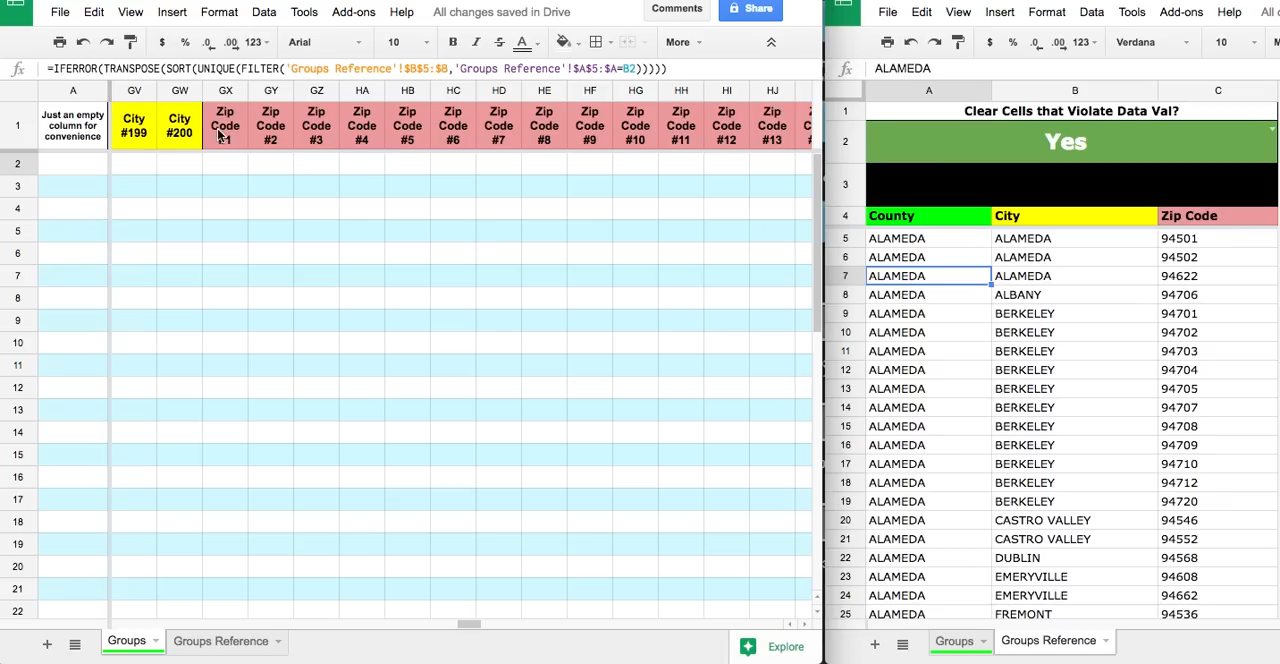 File Edit View Insert Format Data Tools Add-ons Help All changes saved in Drive Comments Share
$ % .0 .00 123 Arial 10 B I S A More
fx =IFERROR(TRANSPOSE(SORT(UNIQUE(FILTER('Groups Reference'!$B$5:$B,'Groups Reference'!$A$5:$A=B2)))))
A GV GW GX GY GZ HA HB HC HD HE HF HG HH HI HJ
1
Just an empty column for convenience
City #199
City #200
Zip Code #1
Zip Code #2
Zip Code #3
Zip Code #4
Zip Code #5
Zip Code #6
Zip Code #7
Zip Code #8
Zip Code #9
Zip Code #10
Zip Code #11
Zip Code #12
Zip Code #13
2
3
4
5
6
7
8
9
10
11
12
13
14
15
16
17
18
19
20
21
22
+ Groups Groups Reference Explore
File Edit View Insert Format Data Tools Add-ons Help All c
$ % .0 .00 123 Verdana 10 M
fx ALAMEDA
A B C
1 Clear Cells that Violate Data Val?
2 Yes
3
4 County City Zip Code
5 ALAMEDA ALAMEDA 94501
6 ALAMEDA ALAMEDA 94502
7 ALAMEDA ALAMEDA 94622
8 ALAMEDA ALBANY 94706
9 ALAMEDA BERKELEY 94701
10 ALAMEDA BERKELEY 94702
11 ALAMEDA BERKELEY 94703
12 ALAMEDA BERKELEY 94704
13 ALAMEDA BERKELEY 94705
14 ALAMEDA BERKELEY 94707
15 ALAMEDA BERKELEY 94708
16 ALAMEDA BERKELEY 94709
17 ALAMEDA BERKELEY 94710
18 ALAMEDA BERKELEY 94712
19 ALAMEDA BERKELEY 94720
20 ALAMEDA CASTRO VALLEY 94546
21 ALAMEDA CASTRO VALLEY 94552
22 ALAMEDA DUBLIN 94568
23 ALAMEDA EMERYVILLE 94608
24 ALAMEDA EMERYVILLE 94662
25 ALAMEDA FREMONT 94536
+ Groups Groups Reference